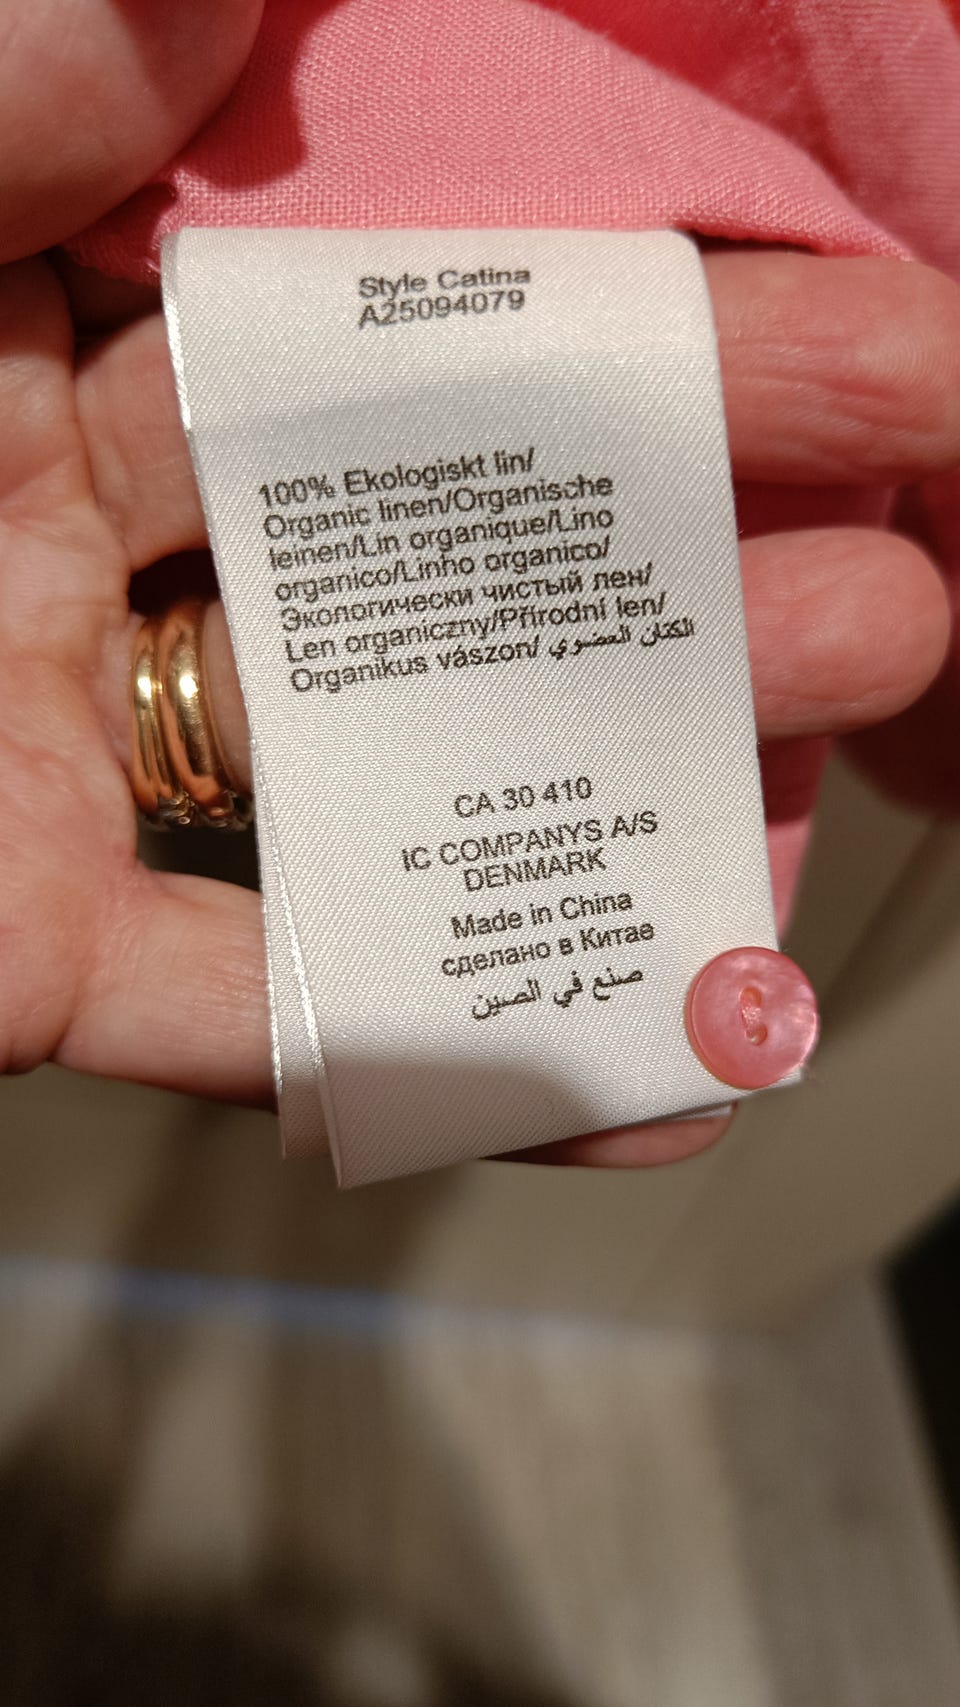 Style Catina
A25094079
100% Ekologiskt lin/
Organic linen/Organische
leinen/Lin organique/Lino
organico/Linho organico/
Экологически чистый лен/
Len organiczny/Přírodní len/
Organikus vászon/ الكتان العضوي
CA 30 410
IC COMPANYS A/S
DENMARK
Made in China
сделано в Китае
صنع في الصين